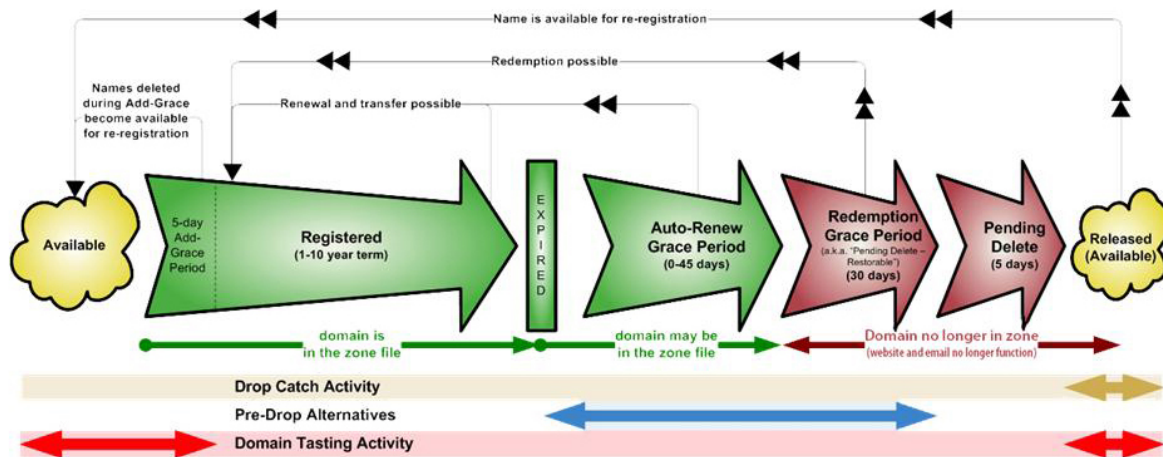 Name is available for re-registration
Redemption possible
Names deleted
during Add-Grace
become available
for re-registration
Renewal and transfer possible
Available
5-day
Add-
Grace
Period
Registered
(1-10 year term)
EXPIRED
Auto-Renew
Grace Period
(0-45 days)
Redemption
Grace Period
(a.k.a. “Pending Delete –
Restorable”)
(30 days)
Pending
Delete
(5 days)
Released
(Available)
domain is
in the zone file
domain may be
in the zone file
Domain no longer in zone
(website and email no longer function)
Drop Catch Activity
Pre-Drop Alternatives
Domain Tasting Activity